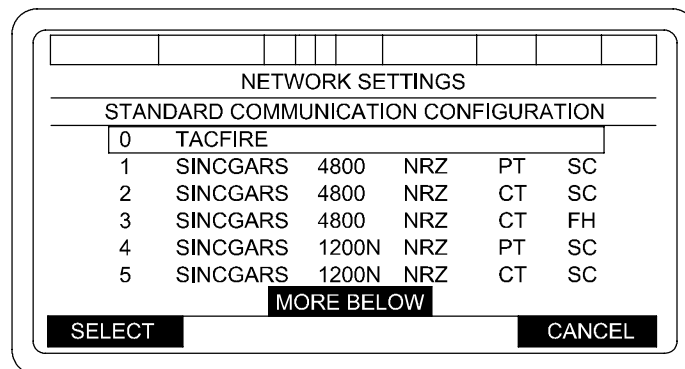 NETWORK SETTINGS
STANDARD COMMUNICATION CONFIGURATION
0 TACFIRE
1 SINCGARS 4800 NRZ PT SC
2 SINCGARS 4800 NRZ CT SC
3 SINCGARS 4800 NRZ CT FH
4 SINCGARS 1200N NRZ PT SC
5 SINCGARS 1200N NRZ CT SC
MORE BELOW
SELECT CANCEL